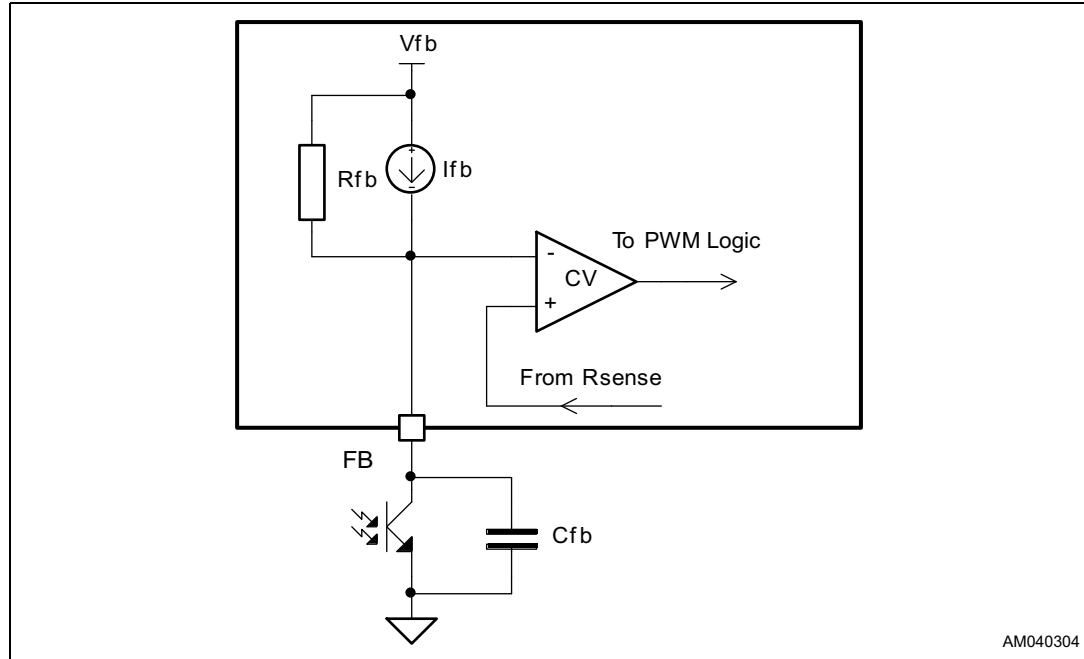 Vfb
Rfb
Ifb
+
-
To PWM Logic
-
CV
+
From Rsense
FB
Cfb
AM040304